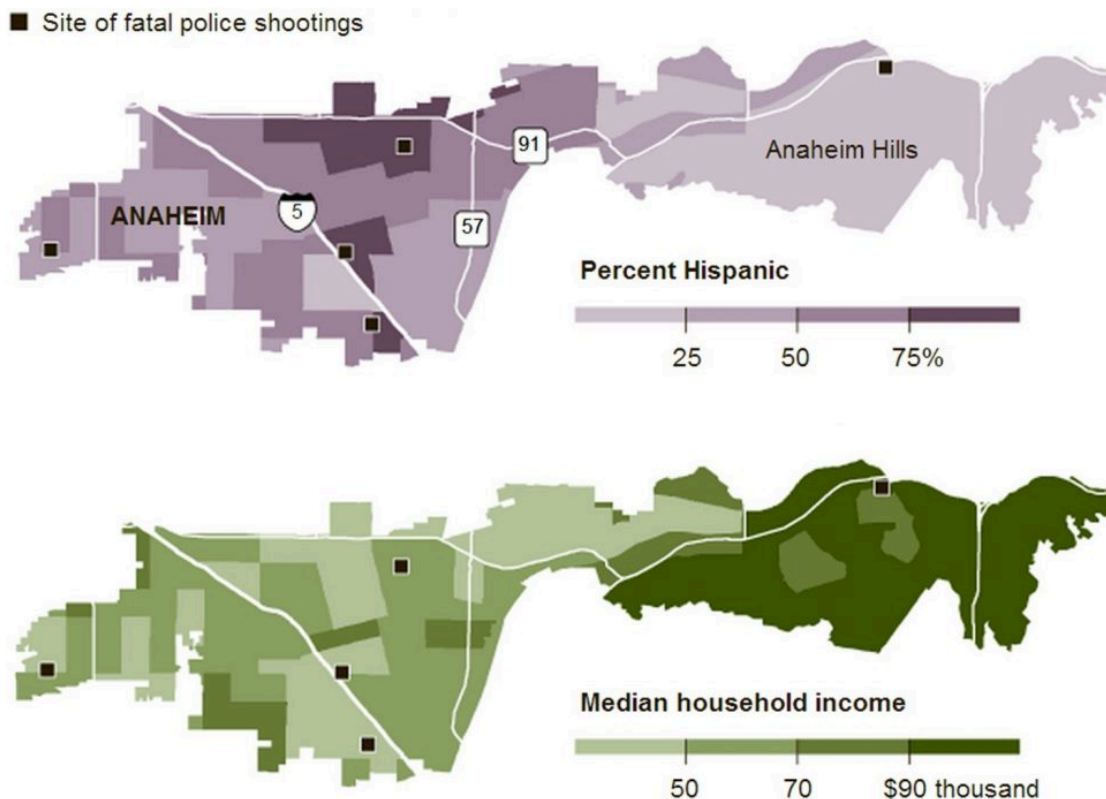 Site of fatal police shootings
91
Anaheim Hills
ANAHEIM
5
57
Percent Hispanic
25 50 75%
Median household income
50 70 $90 thousand